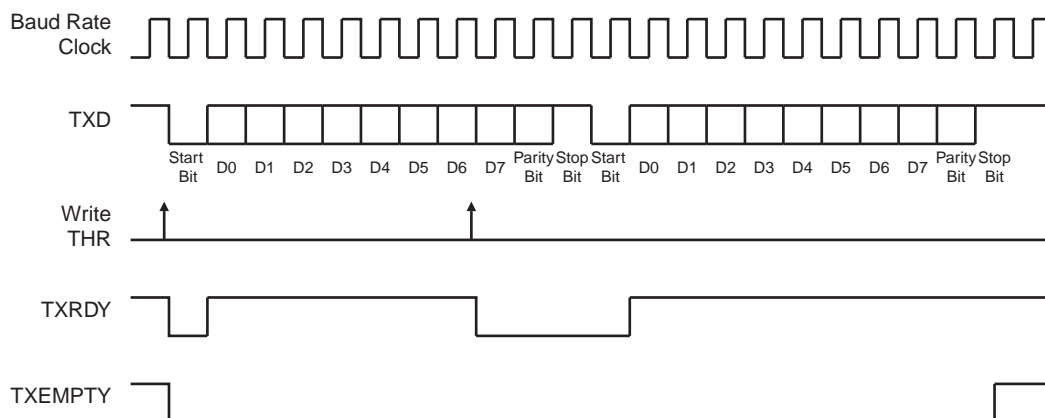 Baud Rate
Clock
TXD
Start
Bit
D0
D1
D2
D3
D4
D5
D6
D7
Parity
Bit
Stop
Bit
Start
Bit
D0
D1
D2
D3
D4
D5
D6
D7
Parity
Bit
Stop
Bit
Write
THR
TXRDY
TXEMPTY